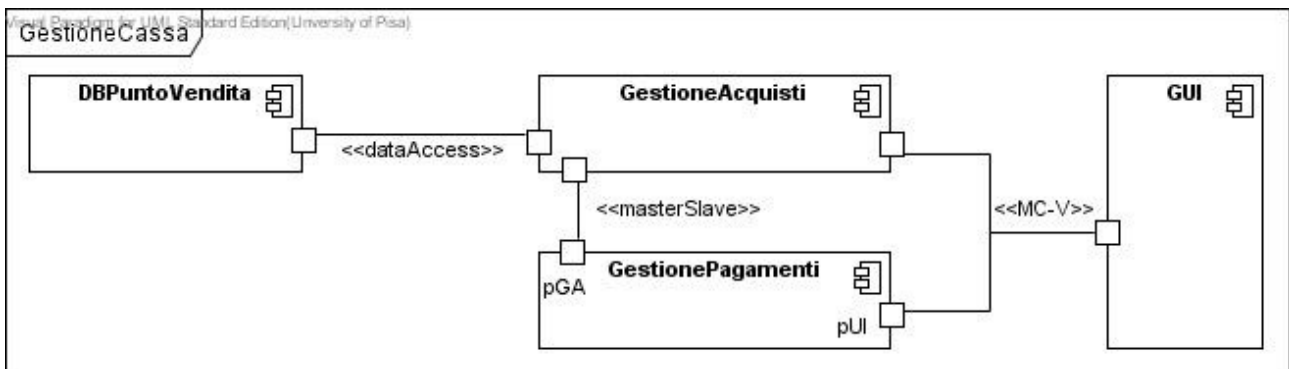 Visual Paradigm for UML Standard Edition(University of Pisa)
GestioneCassa
DBPuntoVendita
GestioneAcquisti
GUI
<<dataAccess>>
<<masterSlave>>
<<MC-V>>
GestionePagamenti
pGA
pUI